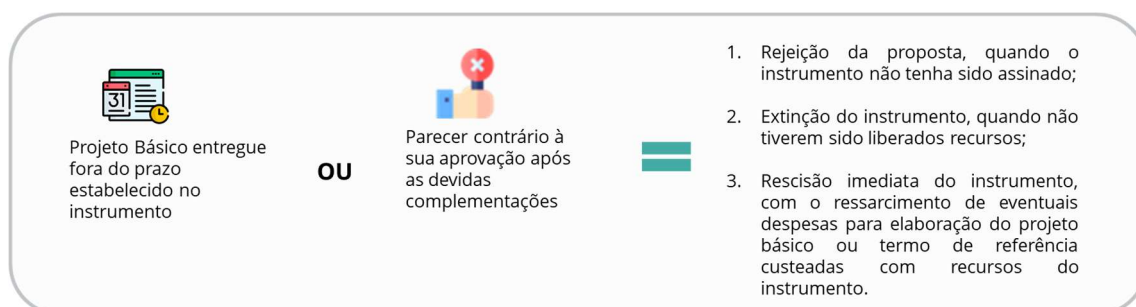 31
Projeto Básico entregue
fora do prazo
estabelecido no
instrumento
OU
Parecer contrário à
sua aprovação após
as devidas
complementações
1. Rejeição da proposta, quando o
instrumento não tenha sido assinado;
2. Extinção do instrumento, quando não
tiverem sido liberados recursos;
3. Rescisão imediata do instrumento,
com o ressarcimento de eventuais
despesas para elaboração do projeto
básico ou termo de referência
custeadas com recursos do
instrumento.